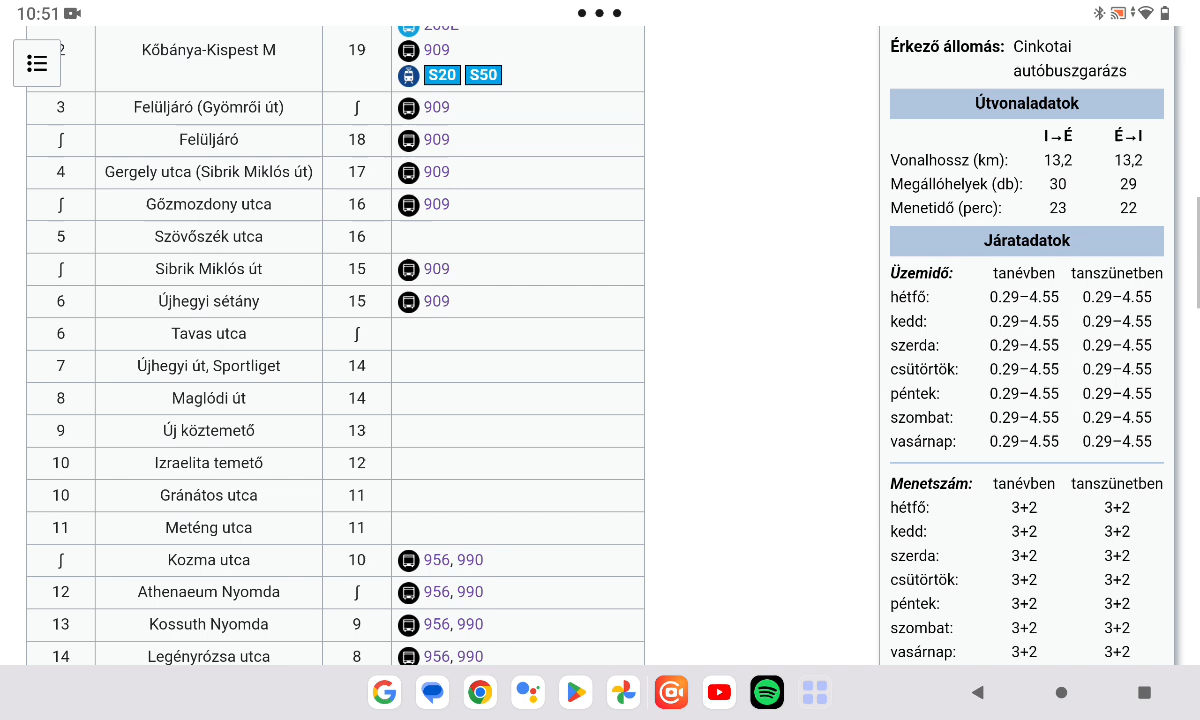 10:51
200E
2 Kőbánya-Kispest M 19 909
S20 S50
3 Felüljáró (Gyömrői út) ʃ 909
ʃ Felüljáró 18 909
4 Gergely utca (Sibrik Miklós út) 17 909
ʃ Gőzmozdony utca 16 909
5 Szövőszék utca 16
ʃ Sibrik Miklós út 15 909
6 Újhegyi sétány 15 909
6 Tavas utca ʃ
7 Újhegyi út, Sportliget 14
8 Maglódi út 14
9 Új köztemető 13
10 Izraelita temető 12
10 Gránátos utca 11
11 Meténg utca 11
ʃ Kozma utca 10 956, 990
12 Athenaeum Nyomda ʃ 956, 990
13 Kossuth Nyomda 9 956, 990
14 Legényrózsa utca 8 956, 990
Érkező állomás: Cinkotai
autóbuszgarázs
Útvonaladatok
I→É É→I
Vonalhossz (km): 13,2 13,2
Megállóhelyek (db): 30 29
Menetidő (perc): 23 22
Járatadatok
Üzemidő: tanévben tanszünetben
hétfő: 0.29–4.55 0.29–4.55
kedd: 0.29–4.55 0.29–4.55
szerda: 0.29–4.55 0.29–4.55
csütörtök: 0.29–4.55 0.29–4.55
péntek: 0.29–4.55 0.29–4.55
szombat: 0.29–4.55 0.29–4.55
vasárnap: 0.29–4.55 0.29–4.55
Menetszám: tanévben tanszünetben
hétfő: 3+2 3+2
kedd: 3+2 3+2
szerda: 3+2 3+2
csütörtök: 3+2 3+2
péntek: 3+2 3+2
szombat: 3+2 3+2
vasárnap: 3+2 3+2